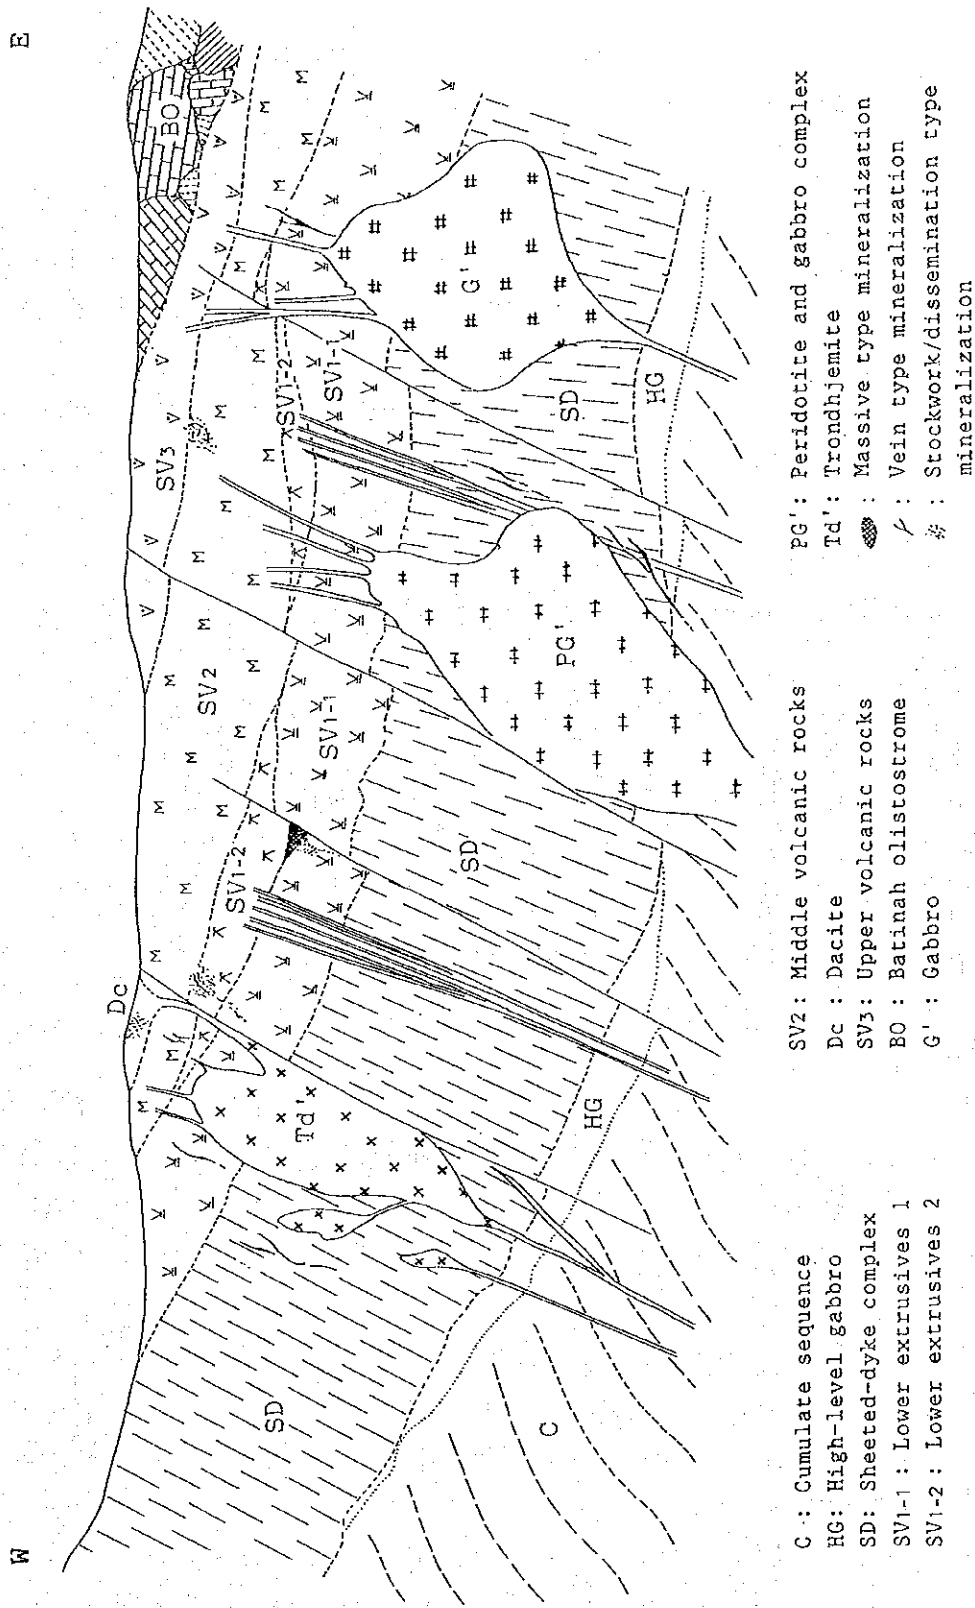 W
E
Dc
BO
SV3
SV2
SV1-2
SV1-2
SV1-1
SV1-1
Td'
SD
SD
SD
G'
PG'
HG
HG
C
C : Cumulate sequence
HG: High-level gabbro
SD: Sheeted-dyke complex
SV1-1 : Lower extrusives 1
SV1-2 : Lower extrusives 2
SV2: Middle volcanic rocks
Dc : Dacite
SV3: Upper volcanic rocks
BO : Batinah olistostrome
G' : Gabbro
PG': Peridotite and gabbro complex
Td': Trondhjemite
: Massive type mineralization
: Vein type mineralization
: Stockwork/dissemination type
mineralization